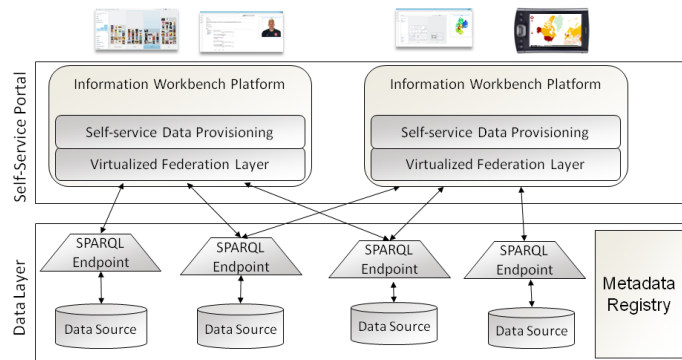 Self-Service Portal
Information Workbench Platform
Self-service Data Provisioning
Virtualized Federation Layer
Information Workbench Platform
Self-service Data Provisioning
Virtualized Federation Layer
Data Layer
SPARQL
Endpoint
Data Source
SPARQL
Endpoint
Data Source
SPARQL
Endpoint
Data Source
SPARQL
Endpoint
Data Source
Metadata
Registry